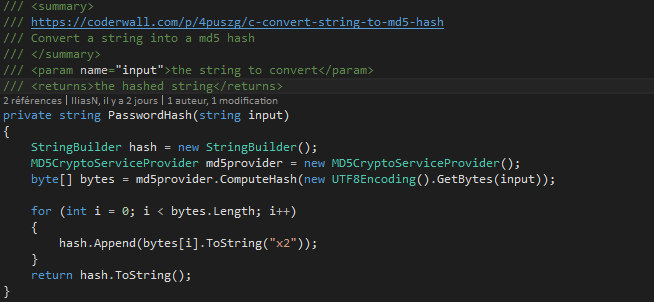 /// <summary>
/// https://coderwall.com/p/4puszg/c-convert-string-to-md5-hash
/// Convert a string into a md5 hash
/// </summary>
/// <param name="input">the string to convert</param>
/// <returns>the hashed string</returns>
2 références | IliasN, il y a 2 jours | 1 auteur, 1 modification
private string PasswordHash(string input)
{
    StringBuilder hash = new StringBuilder();
    MD5CryptoServiceProvider md5provider = new MD5CryptoServiceProvider();
    byte[] bytes = md5provider.ComputeHash(new UTF8Encoding().GetBytes(input));

    for (int i = 0; i < bytes.Length; i++)
    {
        hash.Append(bytes[i].ToString("x2"));
    }
    return hash.ToString();
}